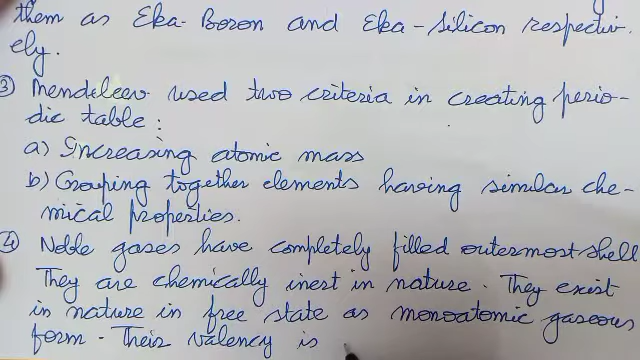 them as Eka-Boron and Eka-Silicon respectiv-
ely.
③ Mendeleev used two criteria in creating perio-
dic table:
a) Increasing atomic mass
b) Grouping together elements having similar che-
mical properties.
④ Noble gases have completely filled outermost shell
They are chemically inert in nature. They exist
in nature in free state as monoatomic gaseous
form. Their valency is